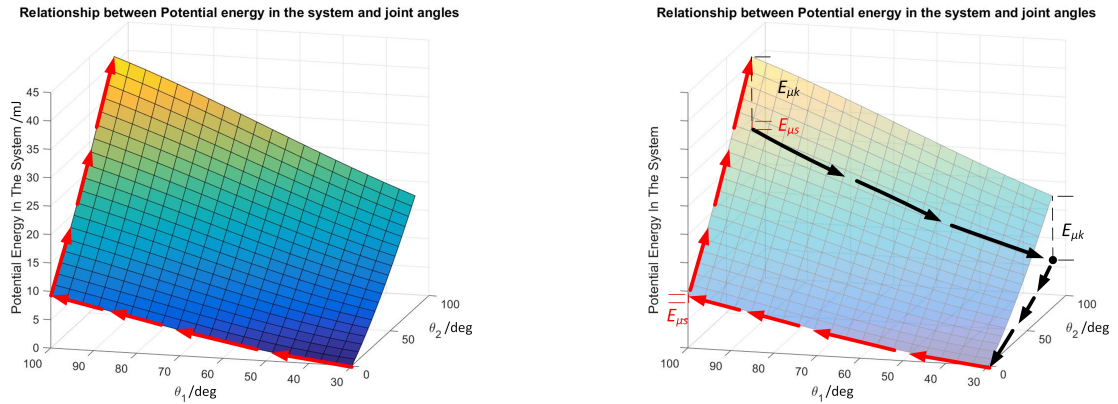 Relationship between Potential energy in the system and joint angles
Potential Energy In The System /mJ
45
40
35
30
25
20
15
10
5
0
100
90
80
70
60
50
40
30
θ1/deg
0
50
100
θ2/deg
Relationship between Potential energy in the system and joint angles
Potential Energy In The System
Eμk
Eμs
Eμk
Eμs
100
90
80
70
60
50
40
30
θ1/deg
0
50
100
θ2/deg